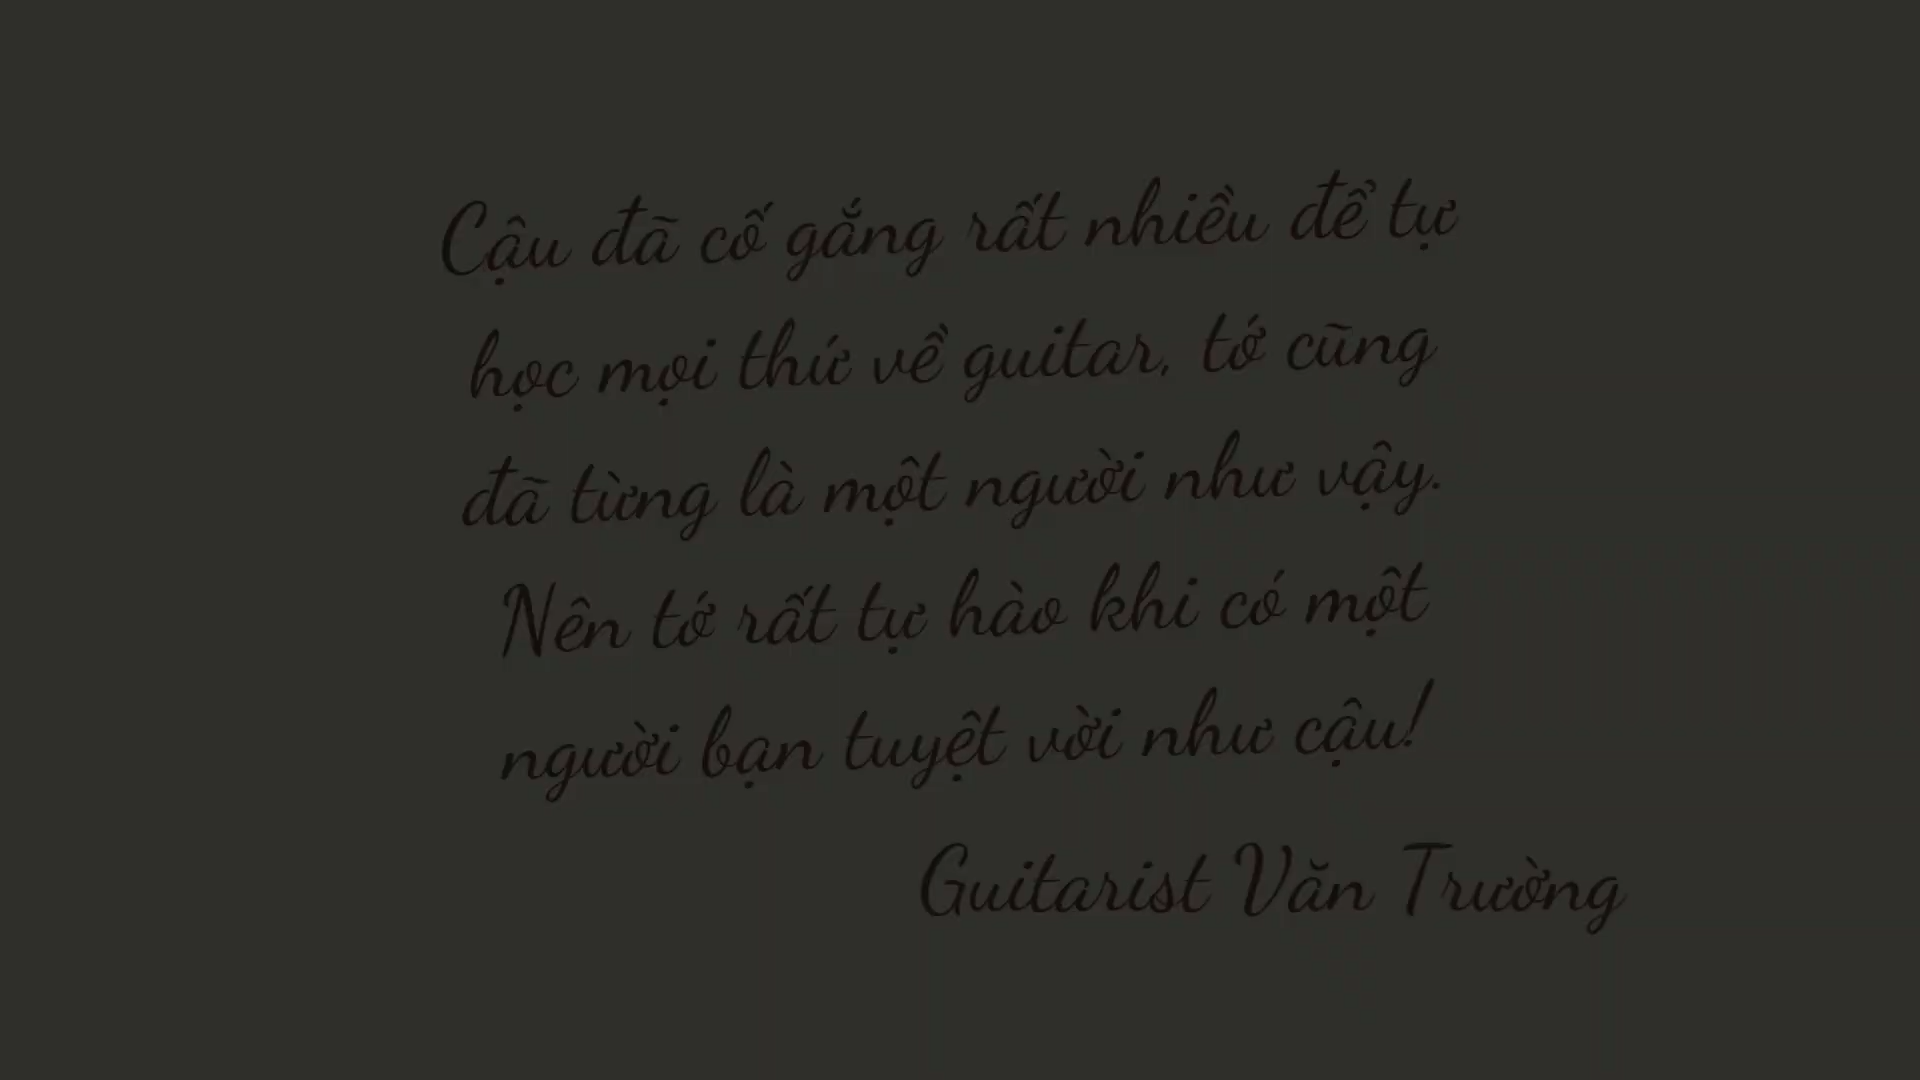 Cậu đã cố gắng rất nhiều để tự
học mọi thứ về guitar, tớ cũng
đã từng là một người như vậy.
Nên tớ rất tự hào khi có một
người bạn tuyệt vời như cậu!
Guitarist Văn Trường